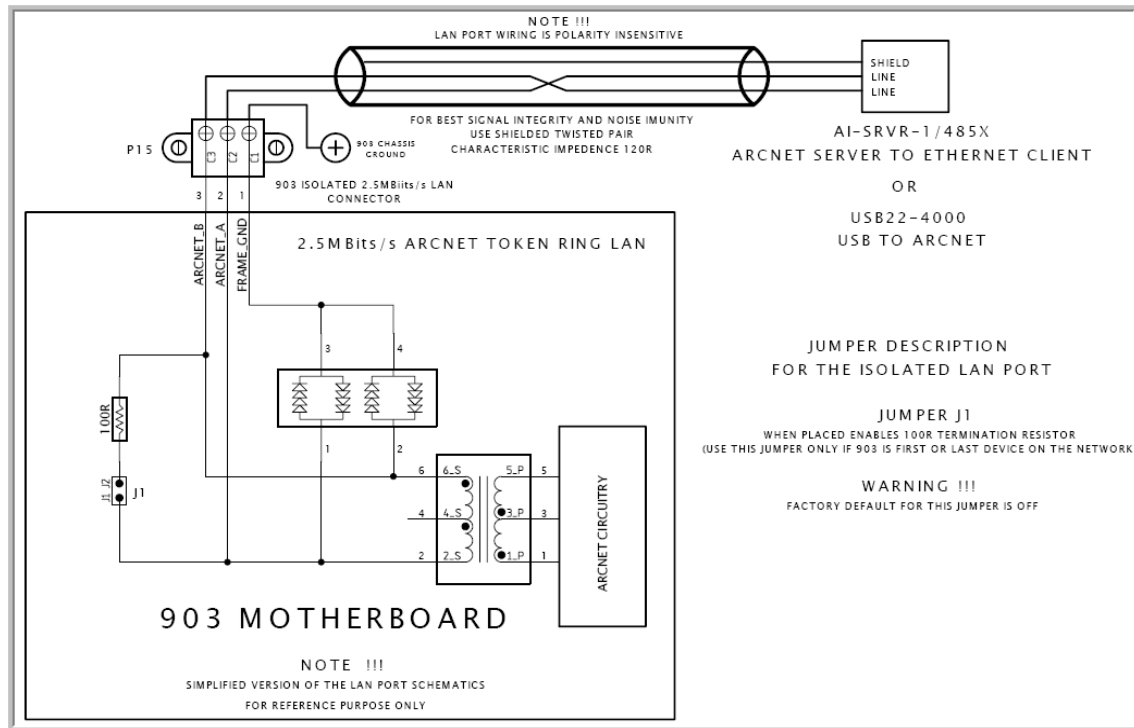 NOTE !!!
LAN PORT WIRING IS POLARITY INSENSITIVE
SHIELD
LINE
LINE
FOR BEST SIGNAL INTEGRITY AND NOISE IMUNITY
USE SHIELDED TWISTED PAIR
CHARACTERISTIC IMPEDENCE 120R
AI-SRVR-1/485X
ARCNET SERVER TO ETHERNET CLIENT
OR
USB22-4000
USB TO ARCNET
P15
C3 C2 C1
903 CHASSIS
GROUND
903 ISOLATED 2.5MBiits/s LAN
CONNECTOR
3 2 1
ARCNET_B
ARCNET_A
FRAME_GND
2.5MBits/s ARCNET TOKEN RING LAN
3 4
1 2
100R
J1 J2
J1
6 6_S 5_P 5
4 4_S 3_P 3
2 2_S 1_P 1
ARCNET CIRCUITRY
903 MOTHERBOARD
NOTE !!!
SIMPLIFIED VERSION OF THE LAN PORT SCHEMATICS
FOR REFERENCE PURPOSE ONLY
JUMPER DESCRIPTION
FOR THE ISOLATED LAN PORT
JUMPER J1
WHEN PLACED ENABLES 100R TERMINATION RESISTOR
(USE THIS JUMPER ONLY IF 903 IS FIRST OR LAST DEVICE ON THE NETWORK
WARNING !!!
FACTORY DEFAULT FOR THIS JUMPER IS OFF